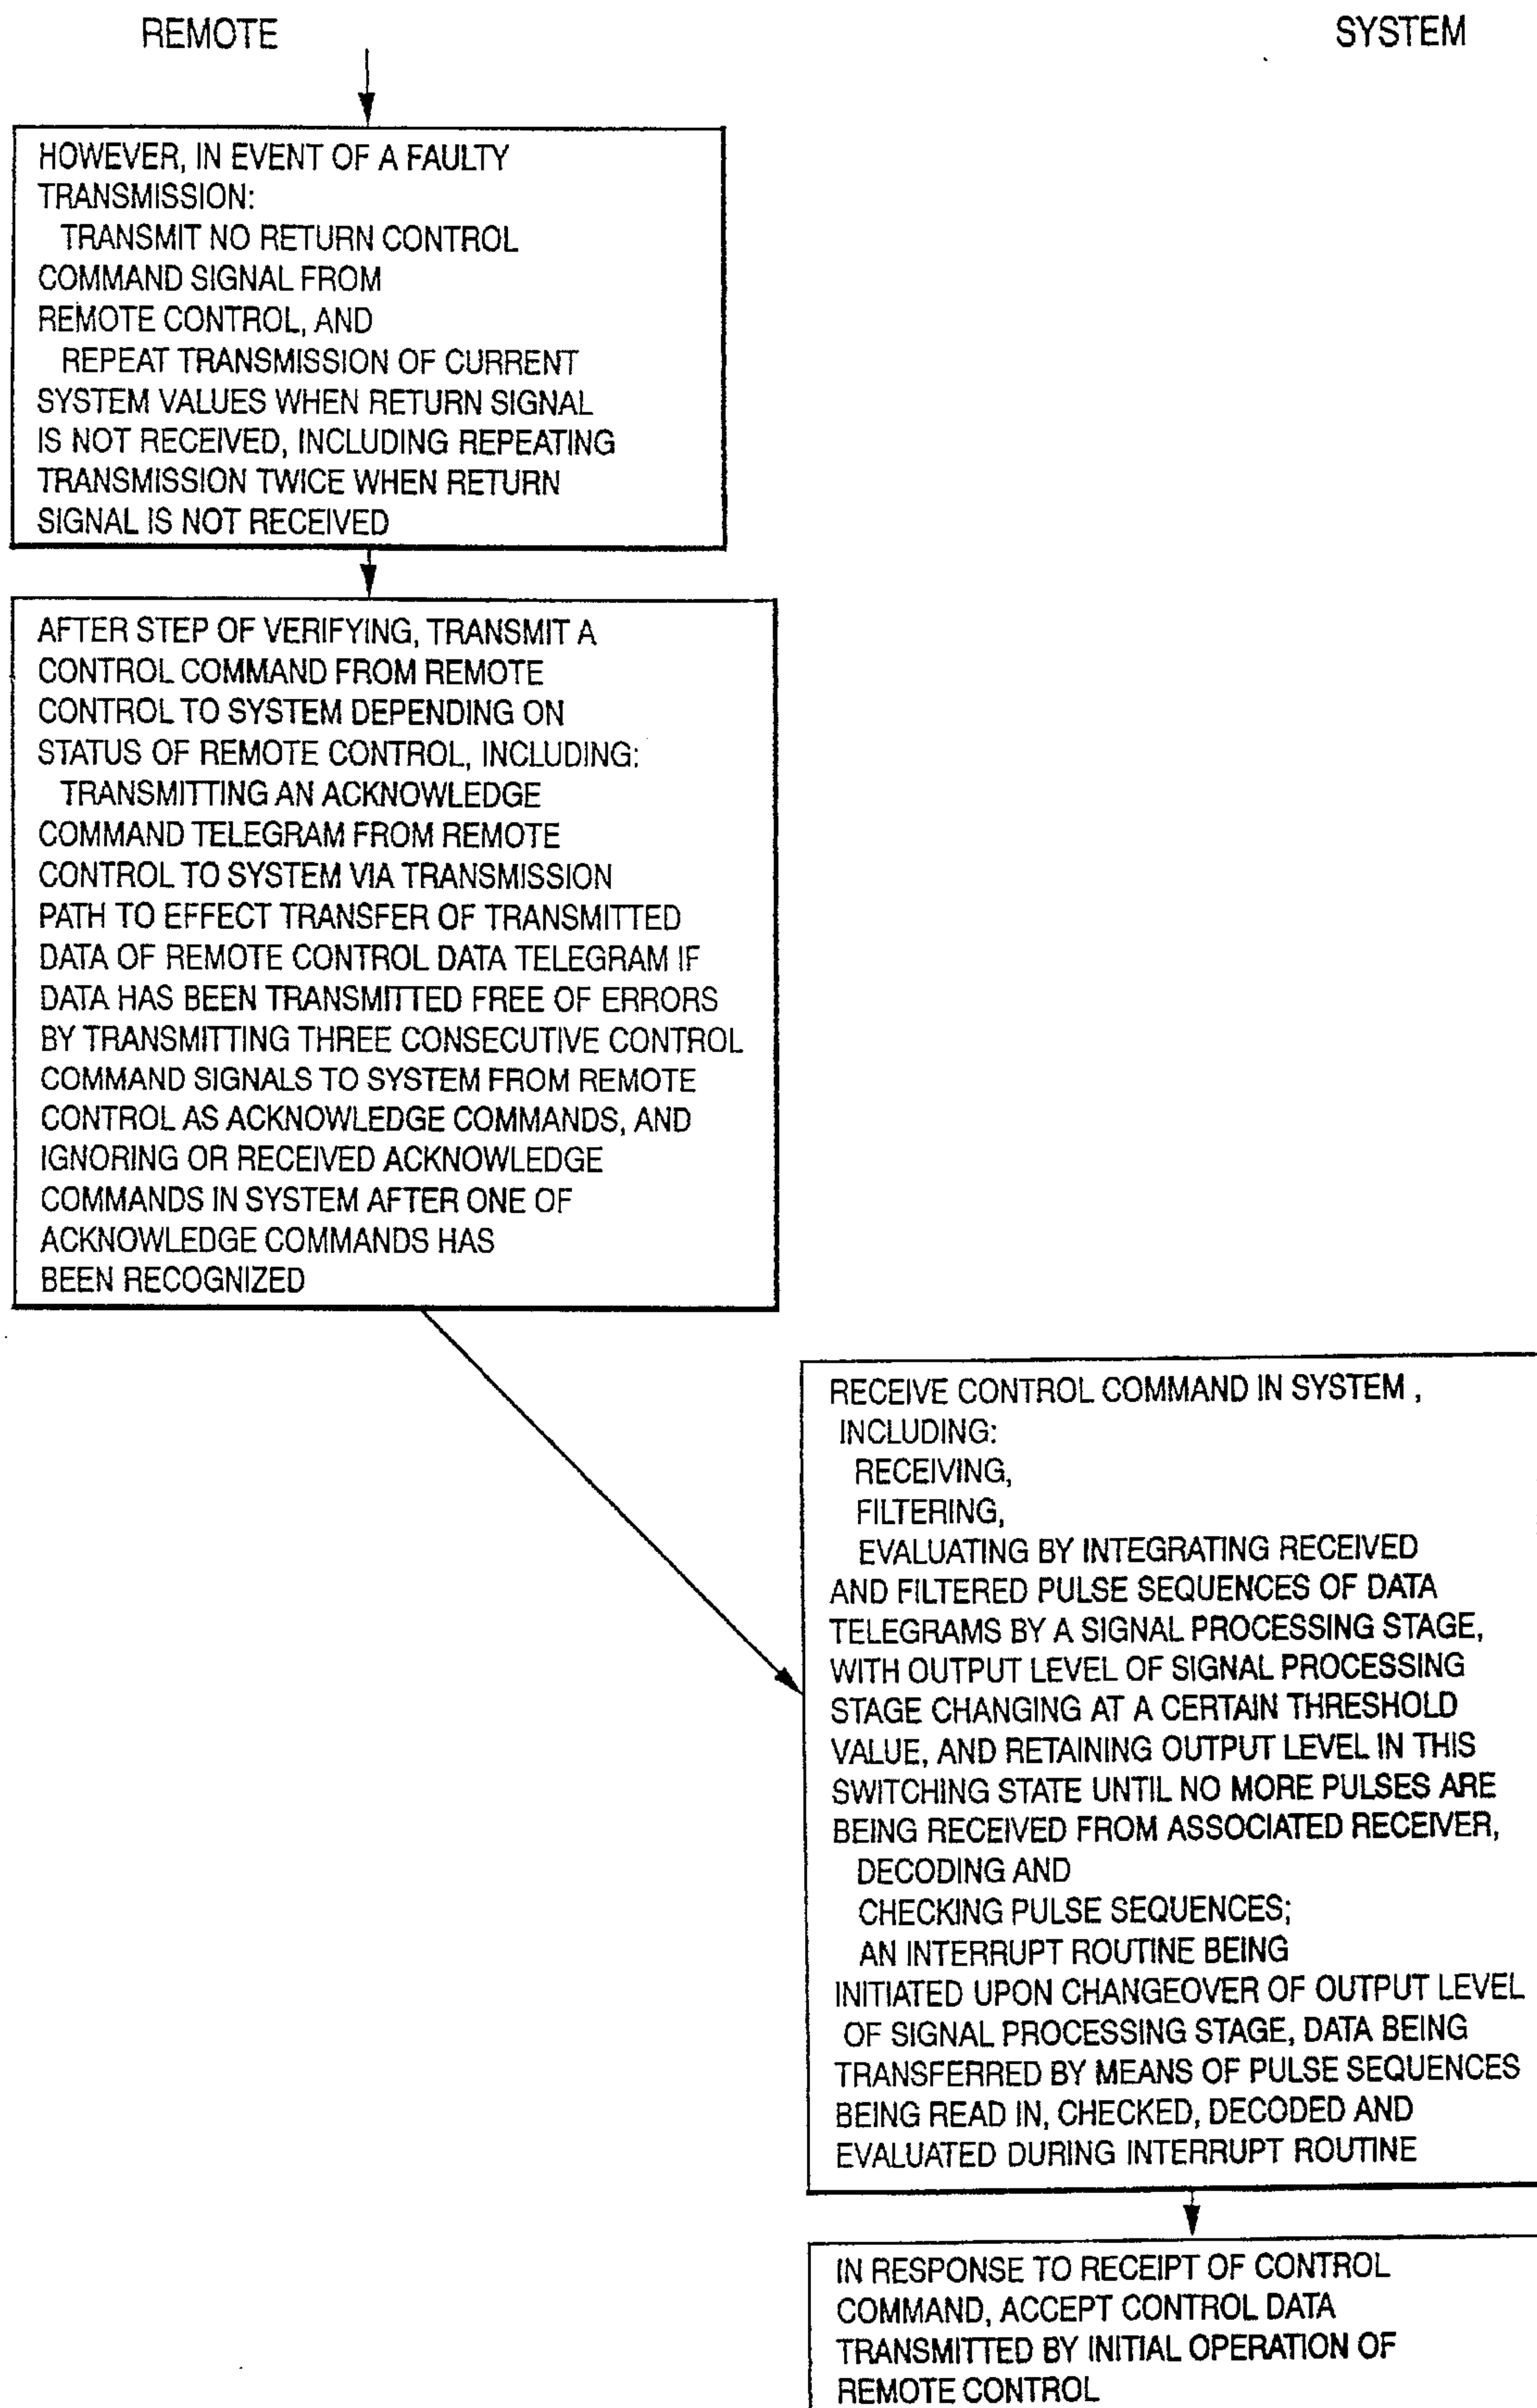 REMOTE
SYSTEM
HOWEVER, IN EVENT OF A FAULTY
TRANSMISSION:
TRANSMIT NO RETURN CONTROL
COMMAND SIGNAL FROM
REMOTE CONTROL, AND
REPEAT TRANSMISSION OF CURRENT
SYSTEM VALUES WHEN RETURN SIGNAL
IS NOT RECEIVED, INCLUDING REPEATING
TRANSMISSION TWICE WHEN RETURN
SIGNAL IS NOT RECEIVED
AFTER STEP OF VERIFYING, TRANSMIT A
CONTROL COMMAND FROM REMOTE
CONTROL TO SYSTEM DEPENDING ON
STATUS OF REMOTE CONTROL, INCLUDING:
TRANSMITTING AN ACKNOWLEDGE
COMMAND TELEGRAM FROM REMOTE
CONTROL TO SYSTEM VIA TRANSMISSION
PATH TO EFFECT TRANSFER OF TRANSMITTED
DATA OF REMOTE CONTROL DATA TELEGRAM IF
DATA HAS BEEN TRANSMITTED FREE OF ERRORS
BY TRANSMITTING THREE CONSECUTIVE CONTROL
COMMAND SIGNALS TO SYSTEM FROM REMOTE
CONTROL AS ACKNOWLEDGE COMMANDS, AND
IGNORING OR RECEIVED ACKNOWLEDGE
COMMANDS IN SYSTEM AFTER ONE OF
ACKNOWLEDGE COMMANDS HAS
BEEN RECOGNIZED
RECEIVE CONTROL COMMAND IN SYSTEM ,
INCLUDING:
RECEIVING,
FILTERING,
EVALUATING BY INTEGRATING RECEIVED
AND FILTERED PULSE SEQUENCES OF DATA
TELEGRAMS BY A SIGNAL PROCESSING STAGE,
WITH OUTPUT LEVEL OF SIGNAL PROCESSING
STAGE CHANGING AT A CERTAIN THRESHOLD
VALUE, AND RETAINING OUTPUT LEVEL IN THIS
SWITCHING STATE UNTIL NO MORE PULSES ARE
BEING RECEIVED FROM ASSOCIATED RECEIVER,
DECODING AND
CHECKING PULSE SEQUENCES;
AN INTERRUPT ROUTINE BEING
INITIATED UPON CHANGEOVER OF OUTPUT LEVEL
OF SIGNAL PROCESSING STAGE, DATA BEING
TRANSFERRED BY MEANS OF PULSE SEQUENCES
BEING READ IN, CHECKED, DECODED AND
EVALUATED DURING INTERRUPT ROUTINE
IN RESPONSE TO RECEIPT OF CONTROL
COMMAND, ACCEPT CONTROL DATA
TRANSMITTED BY INITIAL OPERATION OF
REMOTE CONTROL